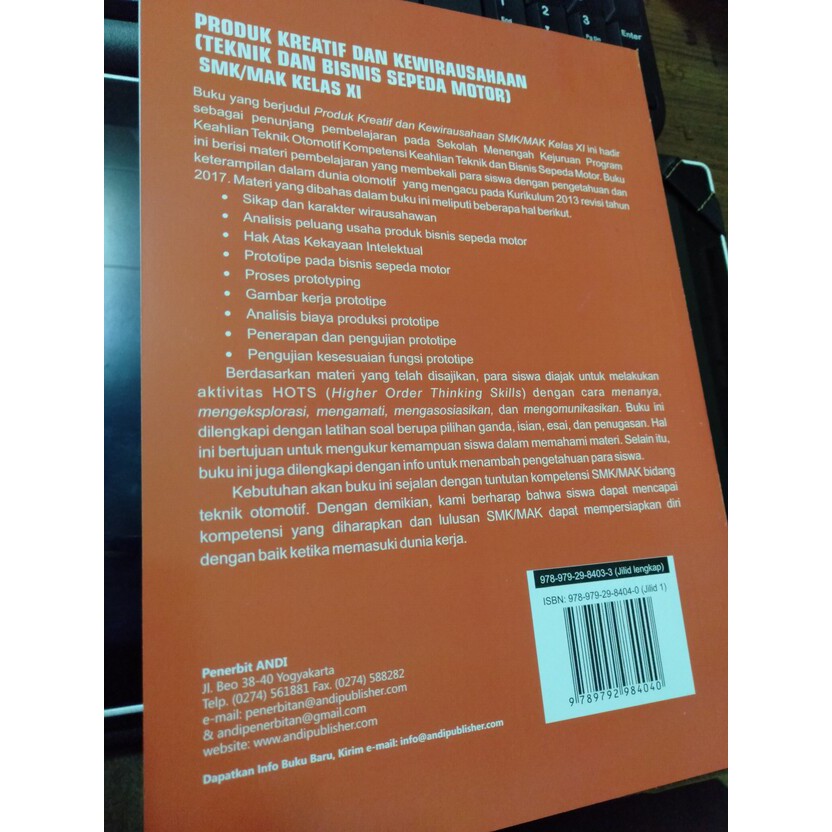 PRODUK KREATIF DAN KEWIRAUSAHAAN
(TEKNIK DAN BISNIS SEPEDA MOTOR)
SMK/MAK KELAS XI
Buku yang berjudul Produk Kreatif dan Kewirausahaan SMK/MAK Kelas XI ini hadir
sebagai penunjang pembelajaran pada Sekolah Menengah Kejuruan Program
Keahlian Teknik Otomotif Kompetensi Keahlian Teknik dan Bisnis Sepeda Motor. Buku
ini berisi materi pembelajaran yang membekali para siswa dengan pengetahuan dan
keterampilan dalam dunia otomotif yang mengacu pada Kurikulum 2013 revisi tahun
2017. Materi yang dibahas dalam buku ini meliputi beberapa hal berikut.
• Sikap dan karakter wirausahawan
• Analisis peluang usaha produk bisnis sepeda motor
• Hak Atas Kekayaan Intelektual
• Prototipe pada bisnis sepeda motor
• Proses prototyping
• Gambar kerja prototipe
• Analisis biaya produksi prototipe
• Penerapan dan pengujian prototipe
• Pengujian kesesuaian fungsi prototipe
Berdasarkan materi yang telah disajikan, para siswa diajak untuk melakukan
aktivitas HOTS (Higher Order Thinking Skills) dengan cara menanya,
mengeksplorasi, mengamati, mengasosiasikan, dan mengomunikasikan. Buku ini
dilengkapi dengan latihan soal berupa pilihan ganda, isian, esai, dan penugasan. Hal
ini bertujuan untuk mengukur kemampuan siswa dalam memahami materi. Selain itu,
buku ini juga dilengkapi dengan info untuk menambah pengetahuan para siswa.
Kebutuhan akan buku ini sejalan dengan tuntutan kompetensi SMK/MAK bidang
teknik otomotif. Dengan demikian, kami berharap bahwa siswa dapat mencapai
kompetensi yang diharapkan dan lulusan SMK/MAK dapat mempersiapkan diri
dengan baik ketika memasuki dunia kerja.
978-979-29-8403-3 (Jilid lengkap)
ISBN: 978-979-29-8404-0 (Jilid 1)
9 789792 984040
Penerbit ANDI
Jl. Beo 38-40 Yogyakarta
Telp. (0274) 561881 Fax. (0274) 588282
e-mail: penerbitan@andipublisher.com
& andipenerbitan@gmail.com
website: www.andipublisher.com
Dapatkan Info Buku Baru, Kirim e-mail: info@andipublisher.com
1
2
3
End
Pg Dn
Enter